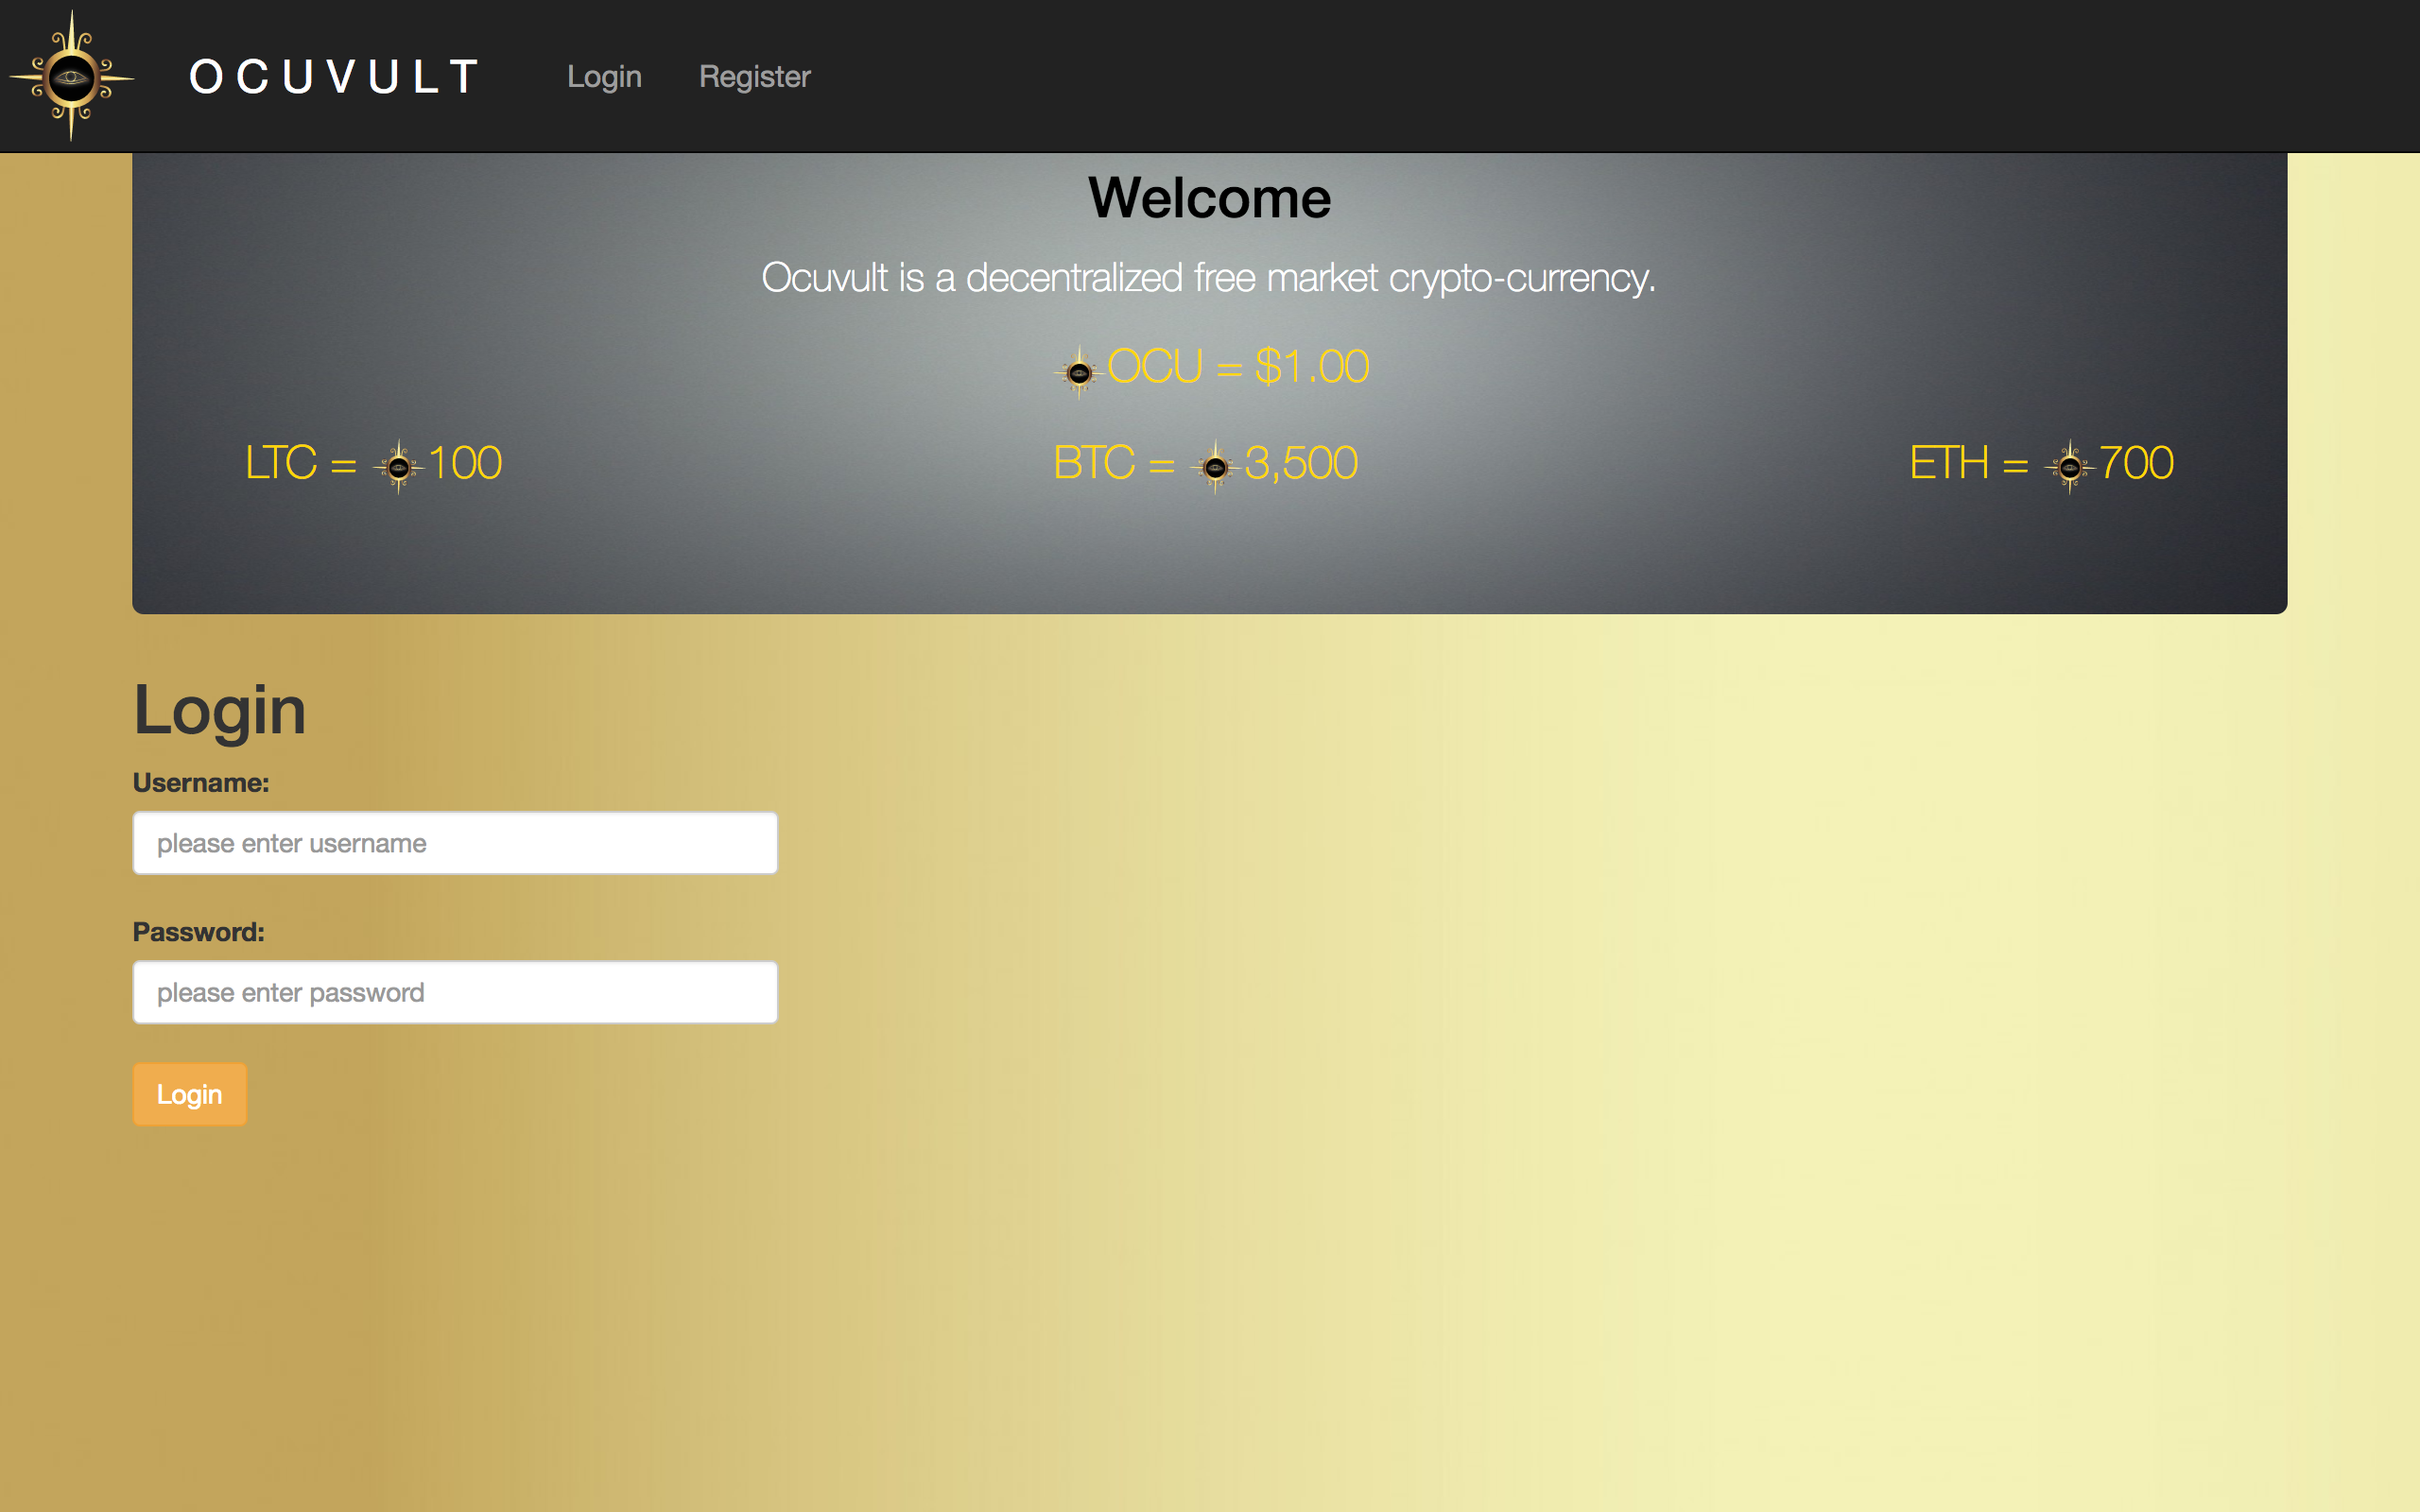 OCUVULT Login Register
Welcome
Ocuvult is a decentralized free market crypto-currency.
OCU = $1.00
LTC = 100 BTC = 3,500 ETH = 700
Login
Username:
please enter username
Password:
please enter password
Login